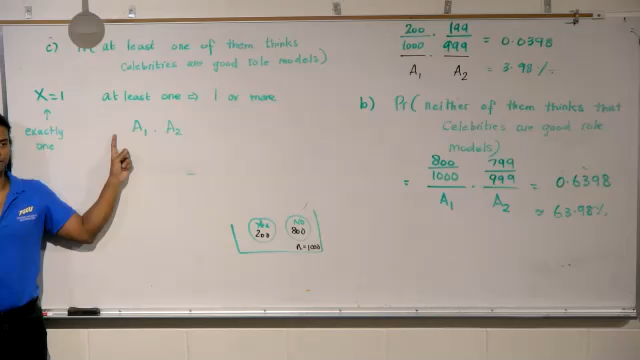 c) at least one of them thinks
Celebrities are good role models)
X=1 at least one ⇒ 1 or more
↑
exactly
one
A₁ . A₂
Yes
200
No
800
n=1000
200/1000 · 199/999 = 0.0398
A₁ A₂ = 3.98%
b) Pr( neither of them thinks that
Celebrities are good role
models)
= 800/1000 · 799/999 = 0.6398
A₁ A₂ ≈ 63.98%